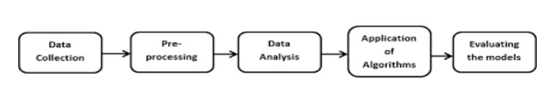 Data
Collection
Pre-
processing
Data
Analysis
Application
of
Algorithms
Evaluating
the models